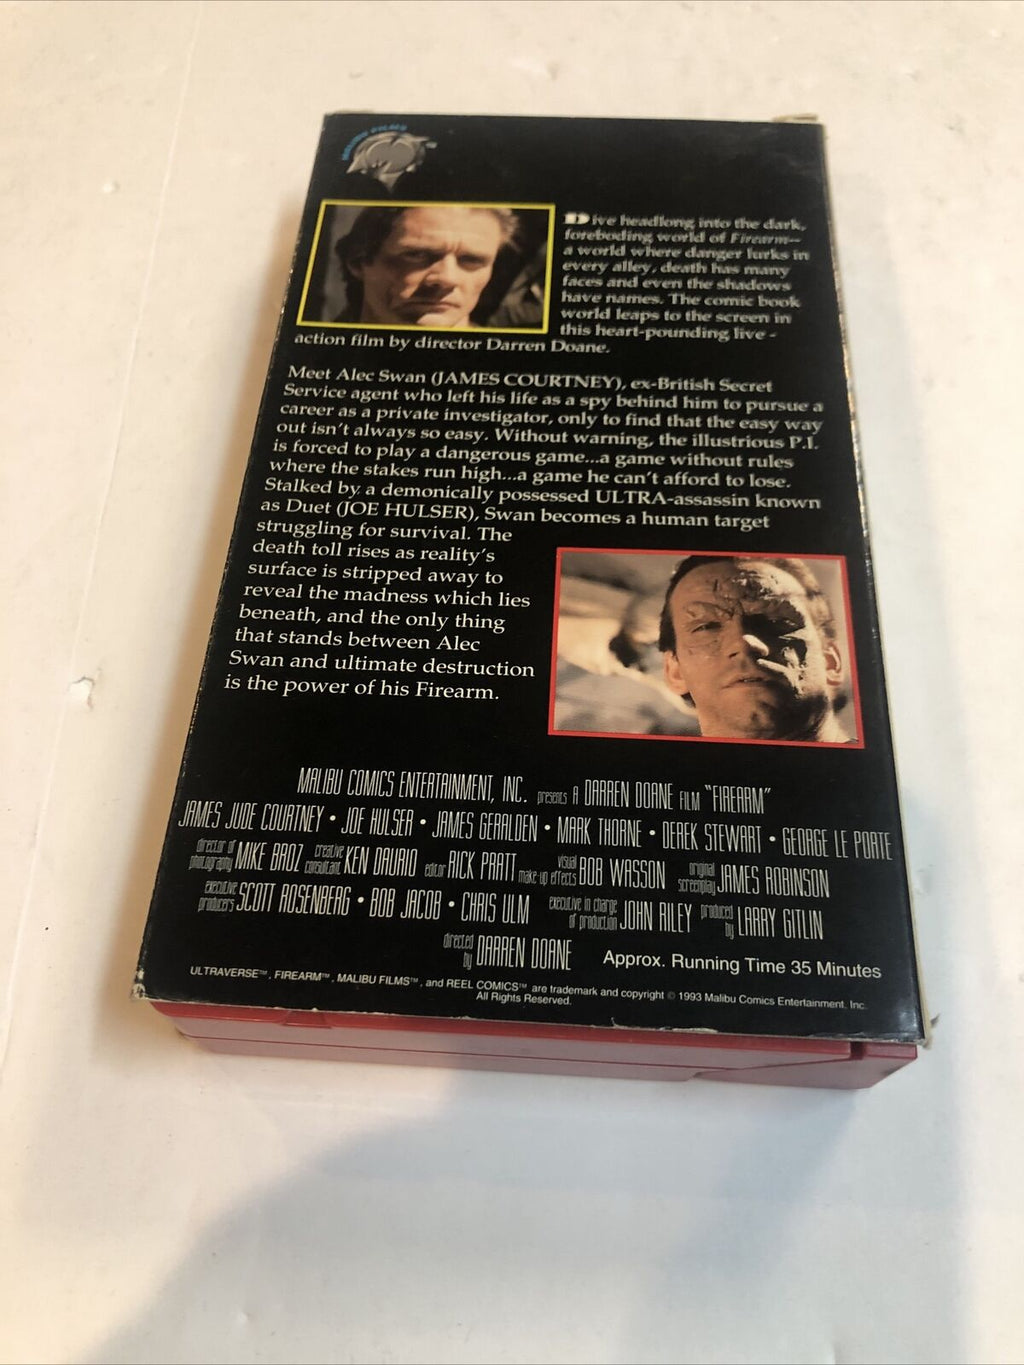 MALIBU FILMS TM
Dive headlong into the dark,
foreboding world of Firearm--
a world where danger lurks in
every alley, death has many
faces and even the shadows
have names. The comic book
world leaps to the screen in
this heart-pounding live -
action film by director Darren Doane.
Meet Alec Swan (JAMES COURTNEY), ex-British Secret
Service agent who left his life as a spy behind him to pursue a
career as a private investigator, only to find that the easy way
out isn't always so easy. Without warning, the illustrious P.I.
is forced to play a dangerous game...a game without rules
where the stakes run high...a game he can't afford to lose.
Stalked by a demonically possessed ULTRA-assassin known
as Duet (JOE HULSER), Swan becomes a human target
struggling for survival. The
death toll rises as reality's
surface is stripped away to
reveal the madness which lies
beneath, and the only thing
that stands between Alec
Swan and ultimate destruction
is the power of his Firearm.
MALIBU COMICS ENTERTAINMENT, INC. presents A DARREN DOANE FILM "FIREARM"
JAMES JUDE COURTNEY • JOE HULSER • JAMES GERALDEN • MARK THORNE • DEREK STEWART • GEORGE LE PORTE
director of photography MIKE BROZ creative consultant KEN DAURIO editor RICK PRATT visual make-up effects BOB WASSON original screenplay JAMES ROBINSON
executive producers SCOTT ROSENBERG • BOB JACOB • CHRIS ULM executive in charge of production JOHN RILEY produced by LARRY GITLIN
directed by DARREN DOANE Approx. Running Time 35 Minutes
ULTRAVERSE™, FIREARM™, MALIBU FILMS™, and REEL COMICS™ are trademark and copyright © 1993 Malibu Comics Entertainment, Inc.
All Rights Reserved.